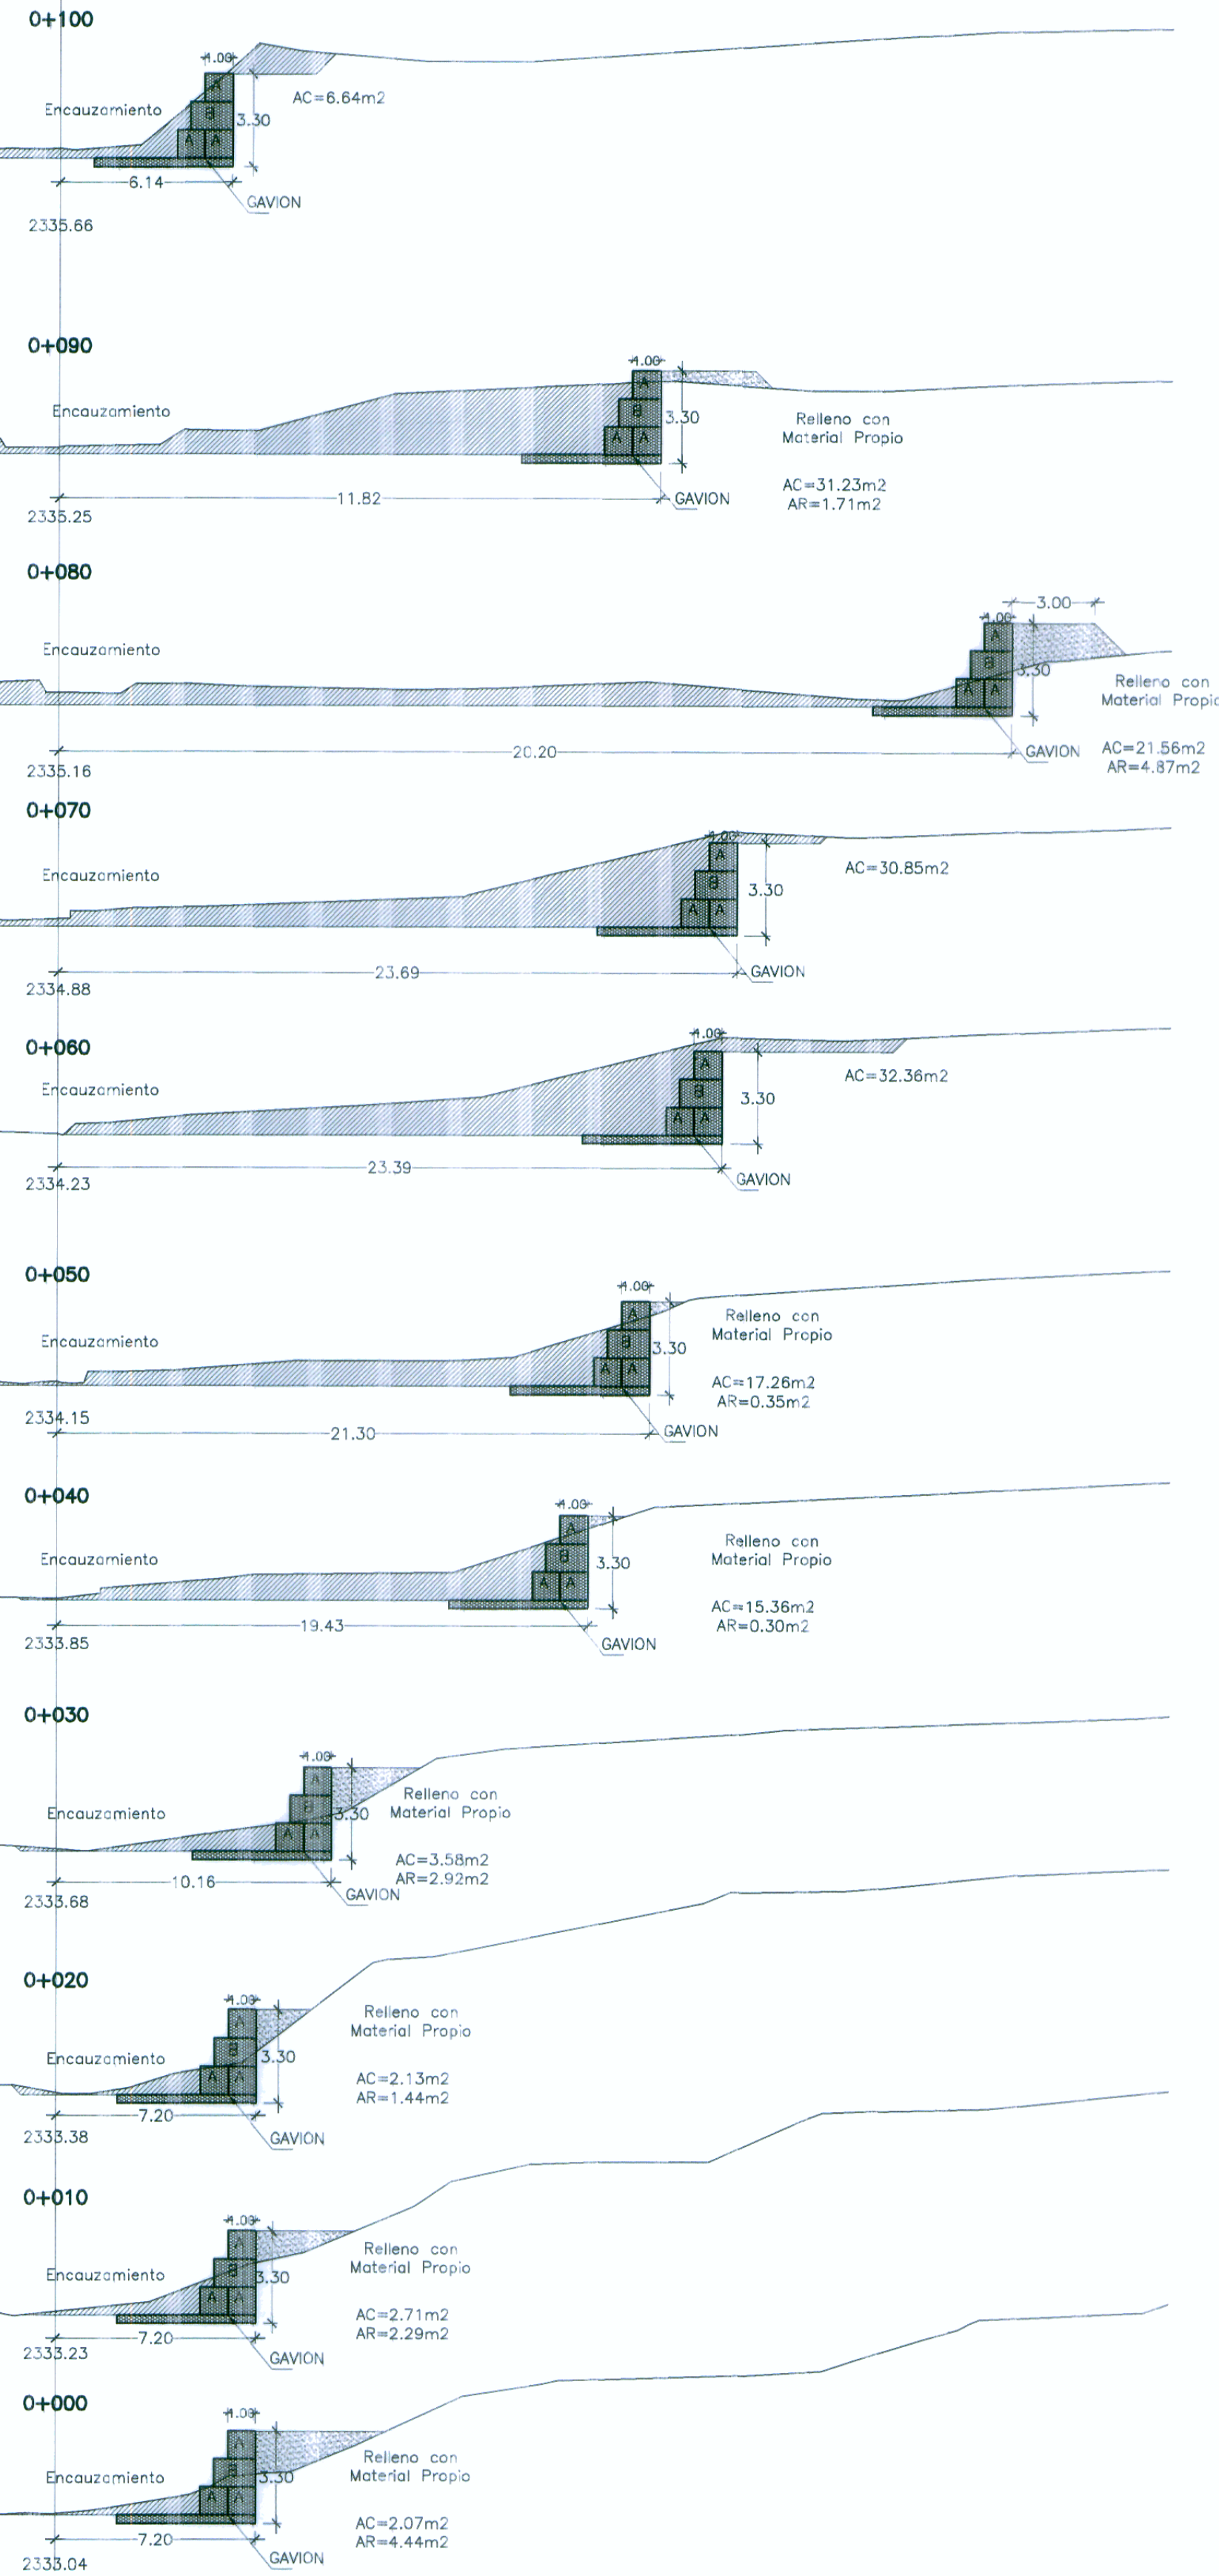 0+100
1.00
Encauzamiento
A
AC=6.64m2
B
3.30
A A
6.14
GAVION
2335.66
0+090
1.00
A
Encauzamiento
B
3.30
Relleno con
Material Propio
A A
AC=31.23m2
AR=1.71m2
11.82
GAVION
2335.25
0+080
3.00
1.00
A
Encauzamiento
B
3.30
Relleno con
Material Propio
A A
20.20
GAVION
AC=21.56m2
AR=4.87m2
2335.16
0+070
1.00
A
Encauzamiento
AC=30.85m2
B
3.30
A A
23.69
GAVION
2334.88
0+060
1.00
A
Encauzamiento
AC=32.36m2
B
3.30
A A
23.39
GAVION
2334.23
0+050
1.00
A
Relleno con
Material Propio
Encauzamiento
B
3.30
A A
AC=17.26m2
AR=0.35m2
2334.15
21.30
GAVION
0+040
1.00
A
Relleno con
Material Propio
Encauzamiento
B
3.30
A A
AC=15.36m2
AR=0.30m2
19.43
GAVION
2333.85
0+030
1.00
A
Relleno con
Material Propio
Encauzamiento
B
3.30
A A
AC=3.58m2
AR=2.92m2
10.16
GAVION
2333.68
0+020
1.00
A
Relleno con
Material Propio
Encauzamiento
B
3.30
A A
AC=2.13m2
AR=1.44m2
7.20
GAVION
2333.38
0+010
1.00
A
Relleno con
Material Propio
Encauzamiento
B
3.30
A A
AC=2.71m2
AR=2.29m2
7.20
GAVION
2333.23
0+000
1.00
A
Relleno con
Material Propio
Encauzamiento
B
3.30
A A
AC=2.07m2
AR=4.44m2
7.20
GAVION
2333.04